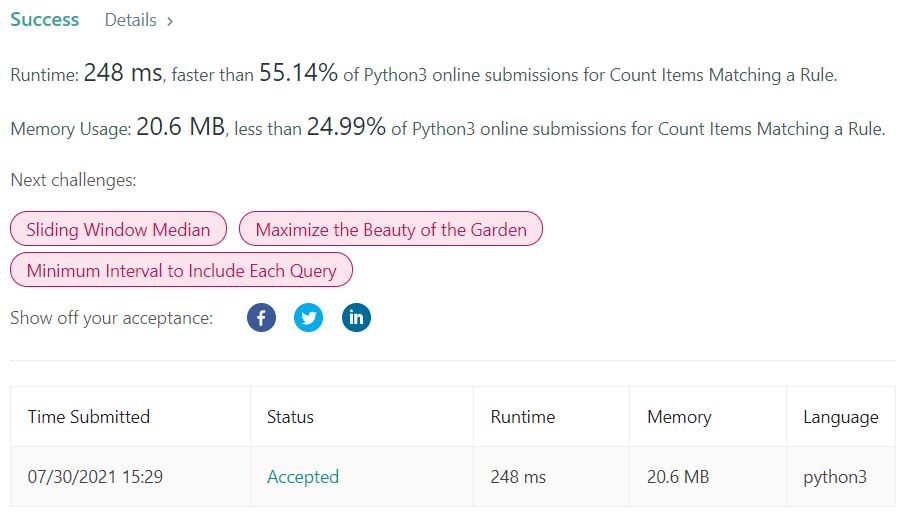 Success Details >
Runtime: 248 ms, faster than 55.14% of Python3 online submissions for Count Items Matching a Rule.
Memory Usage: 20.6 MB, less than 24.99% of Python3 online submissions for Count Items Matching a Rule.
Next challenges:
Sliding Window Median Maximize the Beauty of the Garden
Minimum Interval to Include Each Query
Show off your acceptance: f in
Time Submitted Status Runtime Memory Language
07/30/2021 15:29 Accepted 248 ms 20.6 MB python3